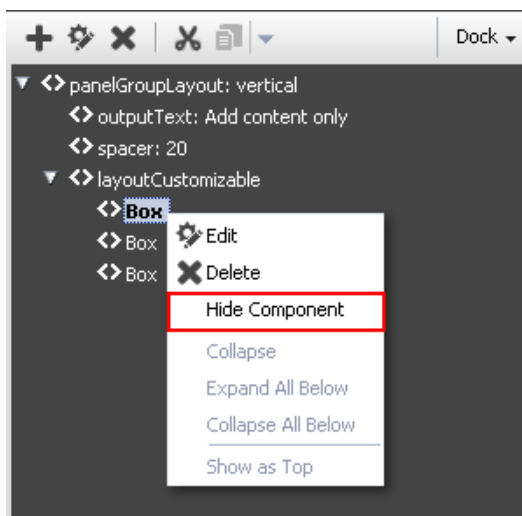 Dock
panelGroupLayout: vertical
outputText: Add content only
spacer: 20
layoutCustomizable
Box
Box
Box
Edit
Delete
Hide Component
Collapse
Expand All Below
Collapse All Below
Show as Top